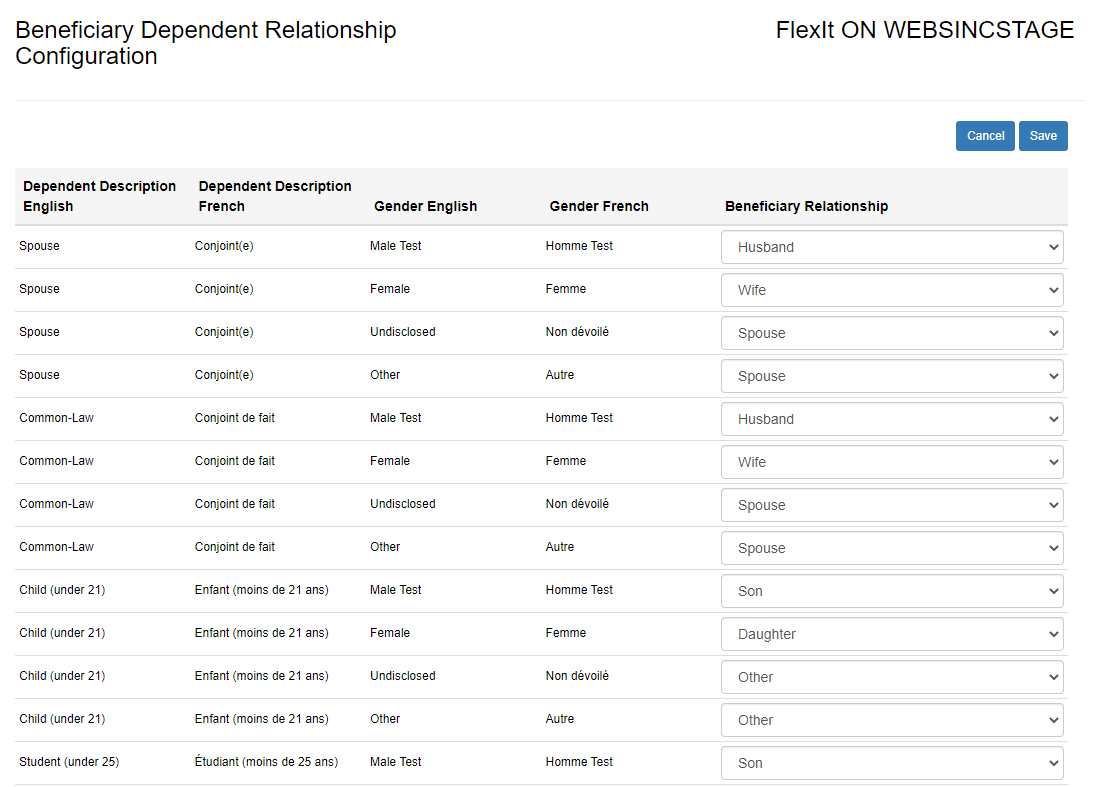 Beneficiary Dependent Relationship
Configuration
FlexIt ON WEBSINCSTAGE
Cancel Save
Dependent Description English Dependent Description French Gender English Gender French Beneficiary Relationship
Spouse Conjoint(e) Male Test Homme Test Husband
Spouse Conjoint(e) Female Femme Wife
Spouse Conjoint(e) Undisclosed Non dévoilé Spouse
Spouse Conjoint(e) Other Autre Spouse
Common-Law Conjoint de fait Male Test Homme Test Husband
Common-Law Conjoint de fait Female Femme Wife
Common-Law Conjoint de fait Undisclosed Non dévoilé Spouse
Common-Law Conjoint de fait Other Autre Spouse
Child (under 21) Enfant (moins de 21 ans) Male Test Homme Test Son
Child (under 21) Enfant (moins de 21 ans) Female Femme Daughter
Child (under 21) Enfant (moins de 21 ans) Undisclosed Non dévoilé Other
Child (under 21) Enfant (moins de 21 ans) Other Autre Other
Student (under 25) Étudiant (moins de 25 ans) Male Test Homme Test Son